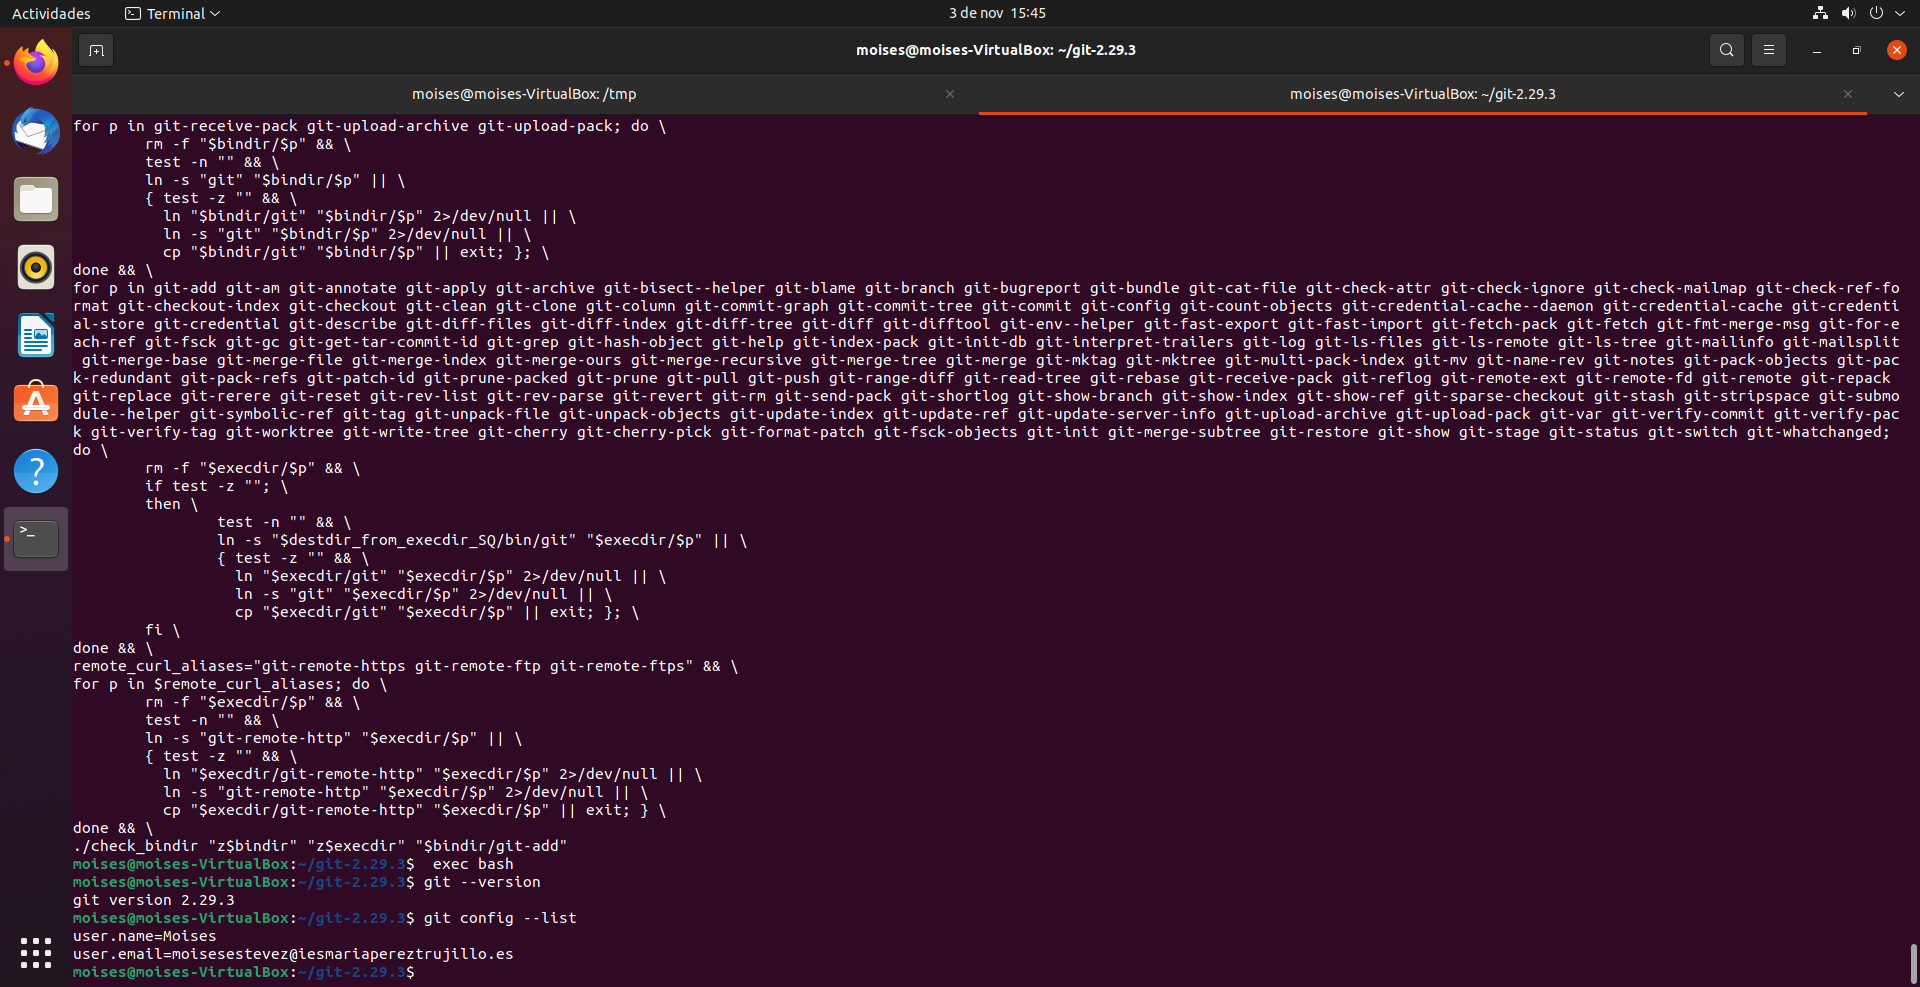 Actividades
Terminal
3 de nov 15:45
moises@moises-VirtualBox: ~/git-2.29.3
moises@moises-VirtualBox: /tmp
moises@moises-VirtualBox: ~/git-2.29.3
for p in git-receive-pack git-upload-archive git-upload-pack; do \
        rm -f "$bindir/$p" && \
        test -n "" && \
        ln -s "git" "$bindir/$p" || \
        { test -z "" && \
          ln "$bindir/git" "$bindir/$p" 2>/dev/null || \
          ln -s "git" "$bindir/$p" 2>/dev/null || \
          cp "$bindir/git" "$bindir/$p" || exit; }; \
done && \
for p in git-add git-am git-annotate git-apply git-archive git-bisect--helper git-blame git-branch git-bugreport git-bundle git-cat-file git-check-attr git-check-ignore git-check-mailmap git-check-ref-fo
rmat git-checkout-index git-checkout git-clean git-clone git-column git-commit-graph git-commit-tree git-commit git-config git-count-objects git-credential-cache--daemon git-credential-cache git-credenti
al-store git-credential git-describe git-diff-files git-diff-index git-diff-tree git-diff git-difftool git-env--helper git-fast-export git-fast-import git-fetch-pack git-fetch git-fmt-merge-msg git-for-e
ach-ref git-fsck git-gc git-get-tar-commit-id git-grep git-hash-object git-help git-index-pack git-init-db git-interpret-trailers git-log git-ls-files git-ls-remote git-ls-tree git-mailinfo git-mailsplit
 git-merge-base git-merge-file git-merge-index git-merge-ours git-merge-recursive git-merge-tree git-merge git-mktag git-mktree git-multi-pack-index git-mv git-name-rev git-notes git-pack-objects git-pac
k-redundant git-pack-refs git-patch-id git-prune-packed git-prune git-pull git-push git-range-diff git-read-tree git-rebase git-receive-pack git-reflog git-remote-ext git-remote-fd git-remote git-repack
git-replace git-rerere git-reset git-rev-list git-rev-parse git-revert git-rm git-send-pack git-shortlog git-show-branch git-show-index git-show-ref git-sparse-checkout git-stash git-stripspace git-submo
dule--helper git-symbolic-ref git-tag git-unpack-file git-unpack-objects git-update-index git-update-ref git-update-server-info git-upload-archive git-upload-pack git-var git-verify-commit git-verify-pac
k git-verify-tag git-worktree git-write-tree git-cherry git-cherry-pick git-format-patch git-fsck-objects git-init git-merge-subtree git-restore git-show git-stage git-status git-switch git-whatchanged;
do \
        rm -f "$execdir/$p" && \
        if test -z ""; \
        then \
                test -n "" && \
                ln -s "$destdir_from_execdir_SQ/bin/git" "$execdir/$p" || \
                { test -z "" && \
                  ln "$execdir/git" "$execdir/$p" 2>/dev/null || \
                  ln -s "git" "$execdir/$p" 2>/dev/null || \
                  cp "$execdir/git" "$execdir/$p" || exit; }; \
        fi \
done && \
remote_curl_aliases="git-remote-https git-remote-ftp git-remote-ftps" && \
for p in $remote_curl_aliases; do \
        rm -f "$execdir/$p" && \
        test -n "" && \
        ln -s "git-remote-http" "$execdir/$p" || \
        { test -z "" && \
          ln "$execdir/git-remote-http" "$execdir/$p" 2>/dev/null || \
          ln -s "git-remote-http" "$execdir/$p" 2>/dev/null || \
          cp "$execdir/git-remote-http" "$execdir/$p" || exit; } \
done && \
./check_bindir "z$bindir" "z$execdir" "$bindir/git-add"
moises@moises-VirtualBox:~/git-2.29.3$  exec bash
moises@moises-VirtualBox:~/git-2.29.3$ git --version
git version 2.29.3
moises@moises-VirtualBox:~/git-2.29.3$ git config --list
user.name=Moises
user.email=moisesestevez@iesmariapereztrujillo.es
moises@moises-VirtualBox:~/git-2.29.3$